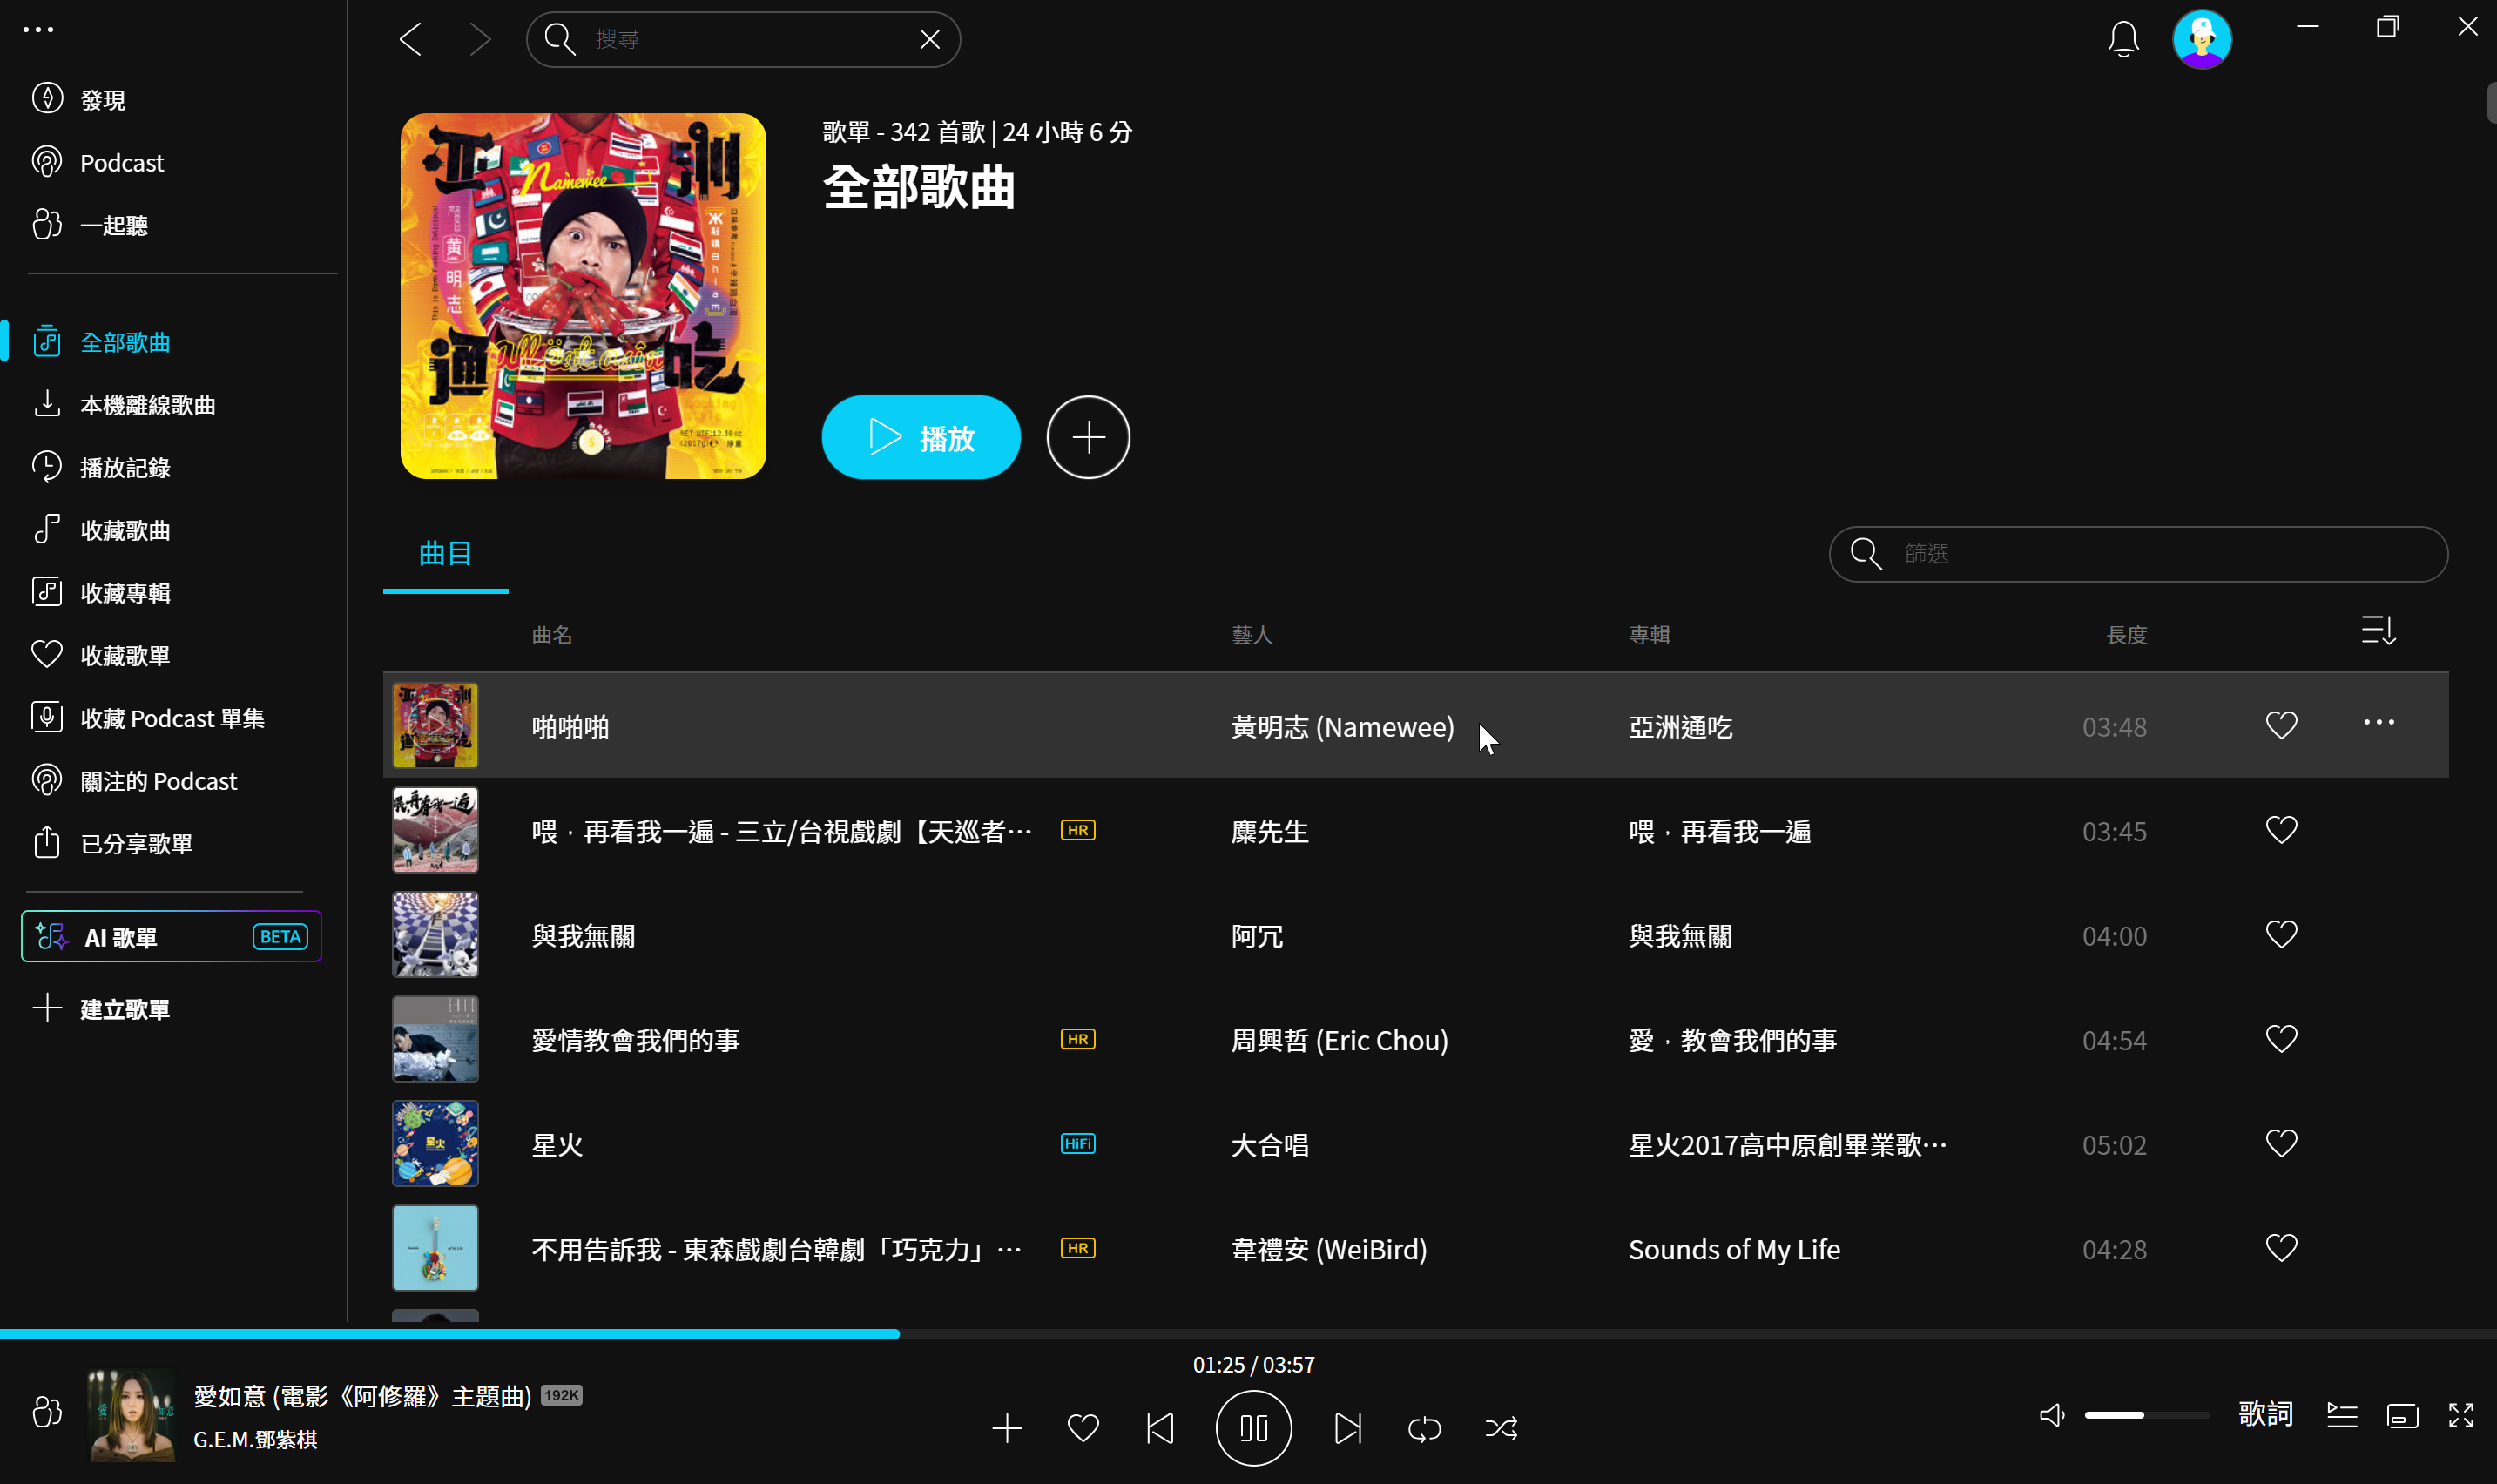 搜尋
發現
Podcast
一起聽
全部歌曲
本機離線歌曲
播放記錄
收藏歌曲
收藏專輯
收藏歌單
收藏 Podcast 單集
關注的 Podcast
已分享歌單
AI 歌單 BETA
建立歌單
亞洲
Namewee
黃明志
通吃
歌單 - 342 首歌 | 24 小時 6 分
全部歌曲
播放
曲目
篩選
曲名 藝人 專輯 長度
啪啪啪 黃明志 (Namewee) 亞洲通吃 03:48
喂，再看我一遍 - 三立/台視戲劇【天巡者… HR 麋先生 喂，再看我一遍 03:45
與我無關 阿冗 與我無關 04:00
愛情教會我們的事 HR 周興哲 (Eric Chou) 愛，教會我們的事 04:54
星火 HiFi 大合唱 星火2017高中原創畢業歌… 05:02
不用告訴我 - 東森戲劇台韓劇「巧克力」… HR 韋禮安 (WeiBird) Sounds of My Life 04:28
01:25 / 03:57
愛如意 (電影《阿修羅》主題曲) 192K
G.E.M.鄧紫棋
歌詞